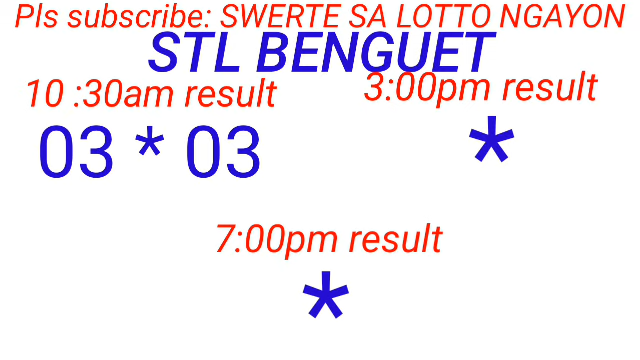 Pls subscribe: SWERTE SA LOTTO NGAYON
STL BENGUET
10 :30am result
03 * 03
3:00pm result
*
7:00pm result
*